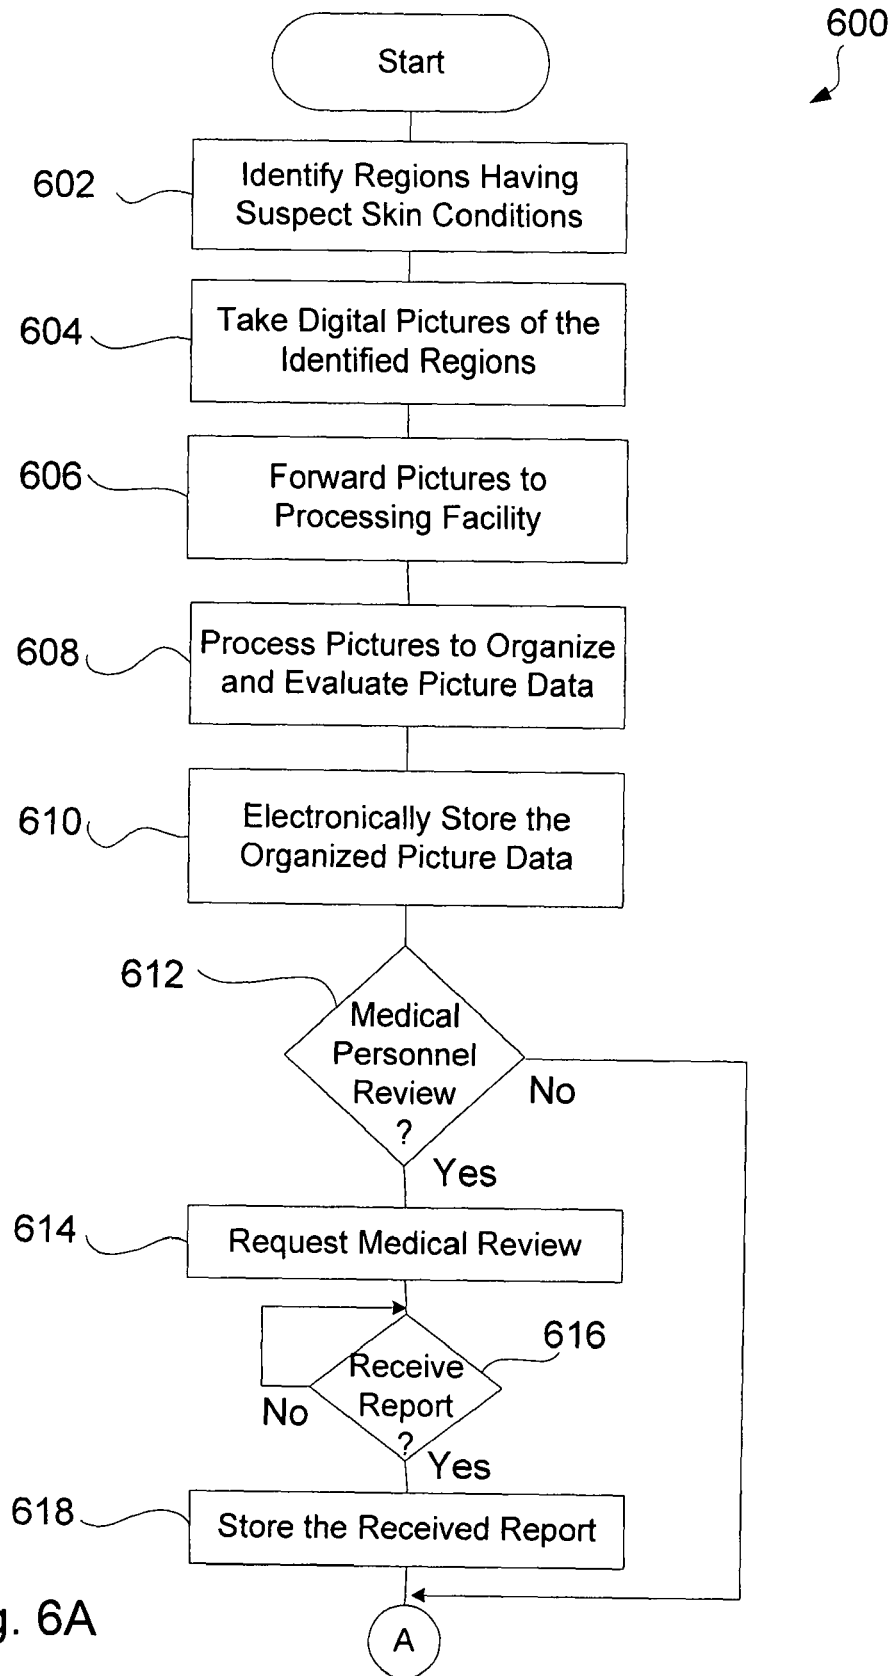 600
Start
602
Identify Regions Having
Suspect Skin Conditions
604
Take Digital Pictures of the
Identified Regions
606
Forward Pictures to
Processing Facility
608
Process Pictures to Organize
and Evaluate Picture Data
610
Electronically Store the
Organized Picture Data
612
Medical
Personnel
Review
?
No
Yes
614
Request Medical Review
616
Receive
Report
?
No
Yes
618
Store the Received Report
6A
A